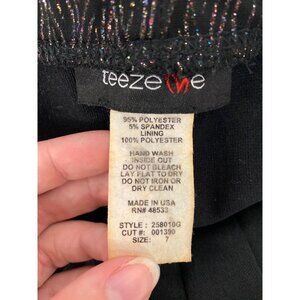 teeze me
95% POLYESTER
5% SPANDEX
LINING
100% POLYESTER
HAND WASH
INSIDE OUT
DO NOT BLEACH
LAY FLAT TO DRY
DO NOT IRON OR
DRY CLEAN
MADE IN USA
RN# 48533
STYLE : 258010G
CUT #: 001390
SIZE: 7